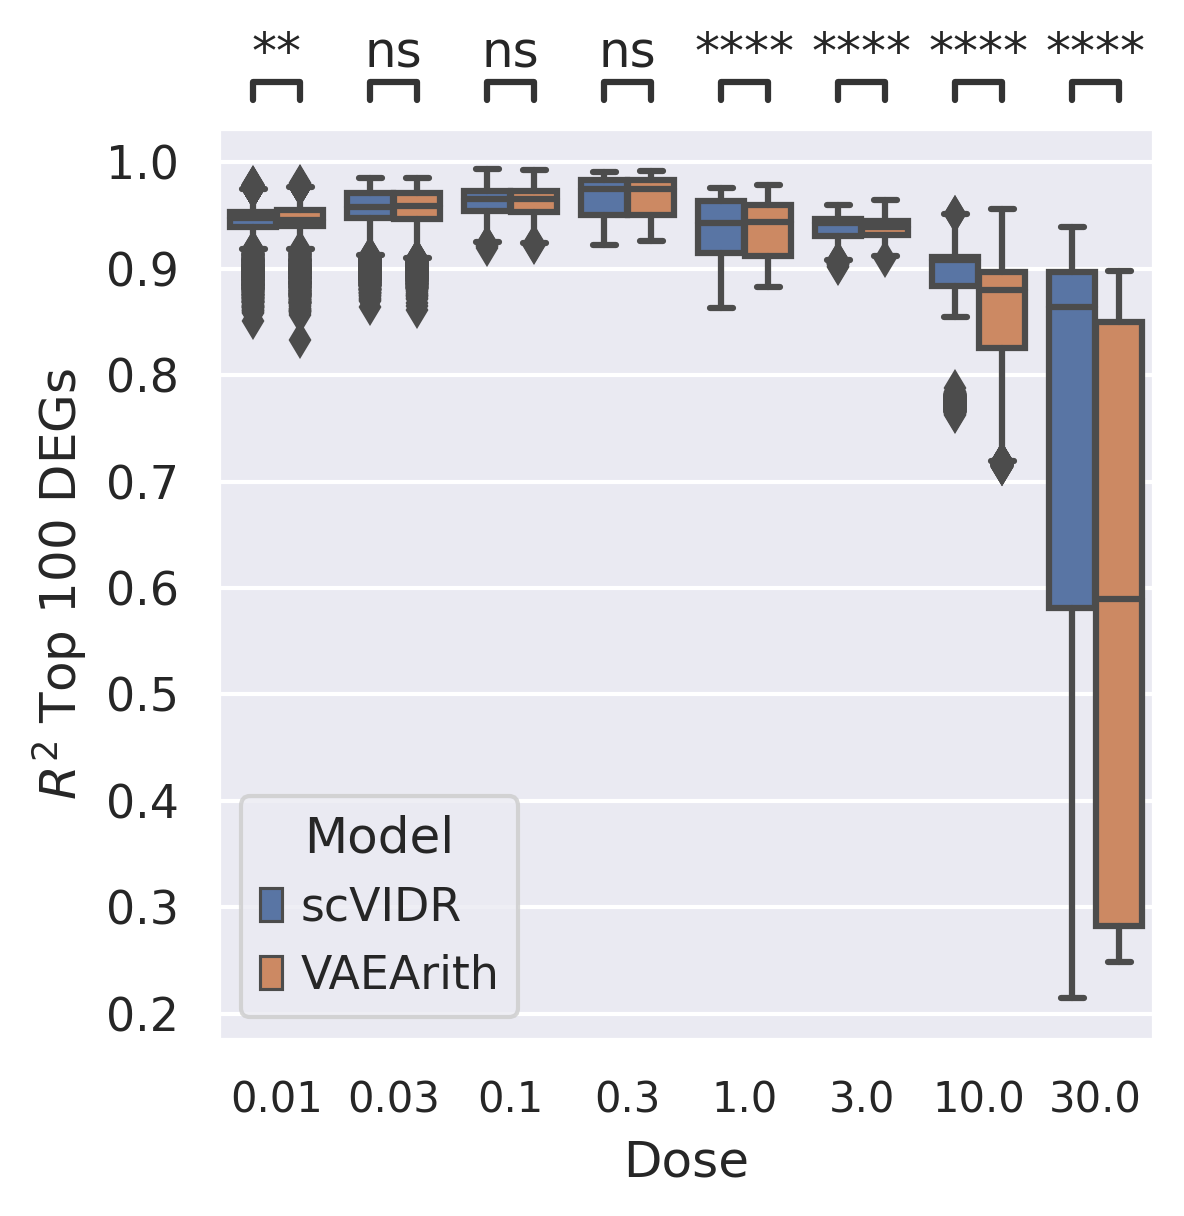 ** ns ns ns **** **** **** ****
1.0
0.9
0.8
0.7
0.6
0.5
0.4
0.3
0.2
R² Top 100 DEGs
Model
scVIDR
VAEArith
0.01 0.03 0.1 0.3 1.0 3.0 10.0 30.0
Dose